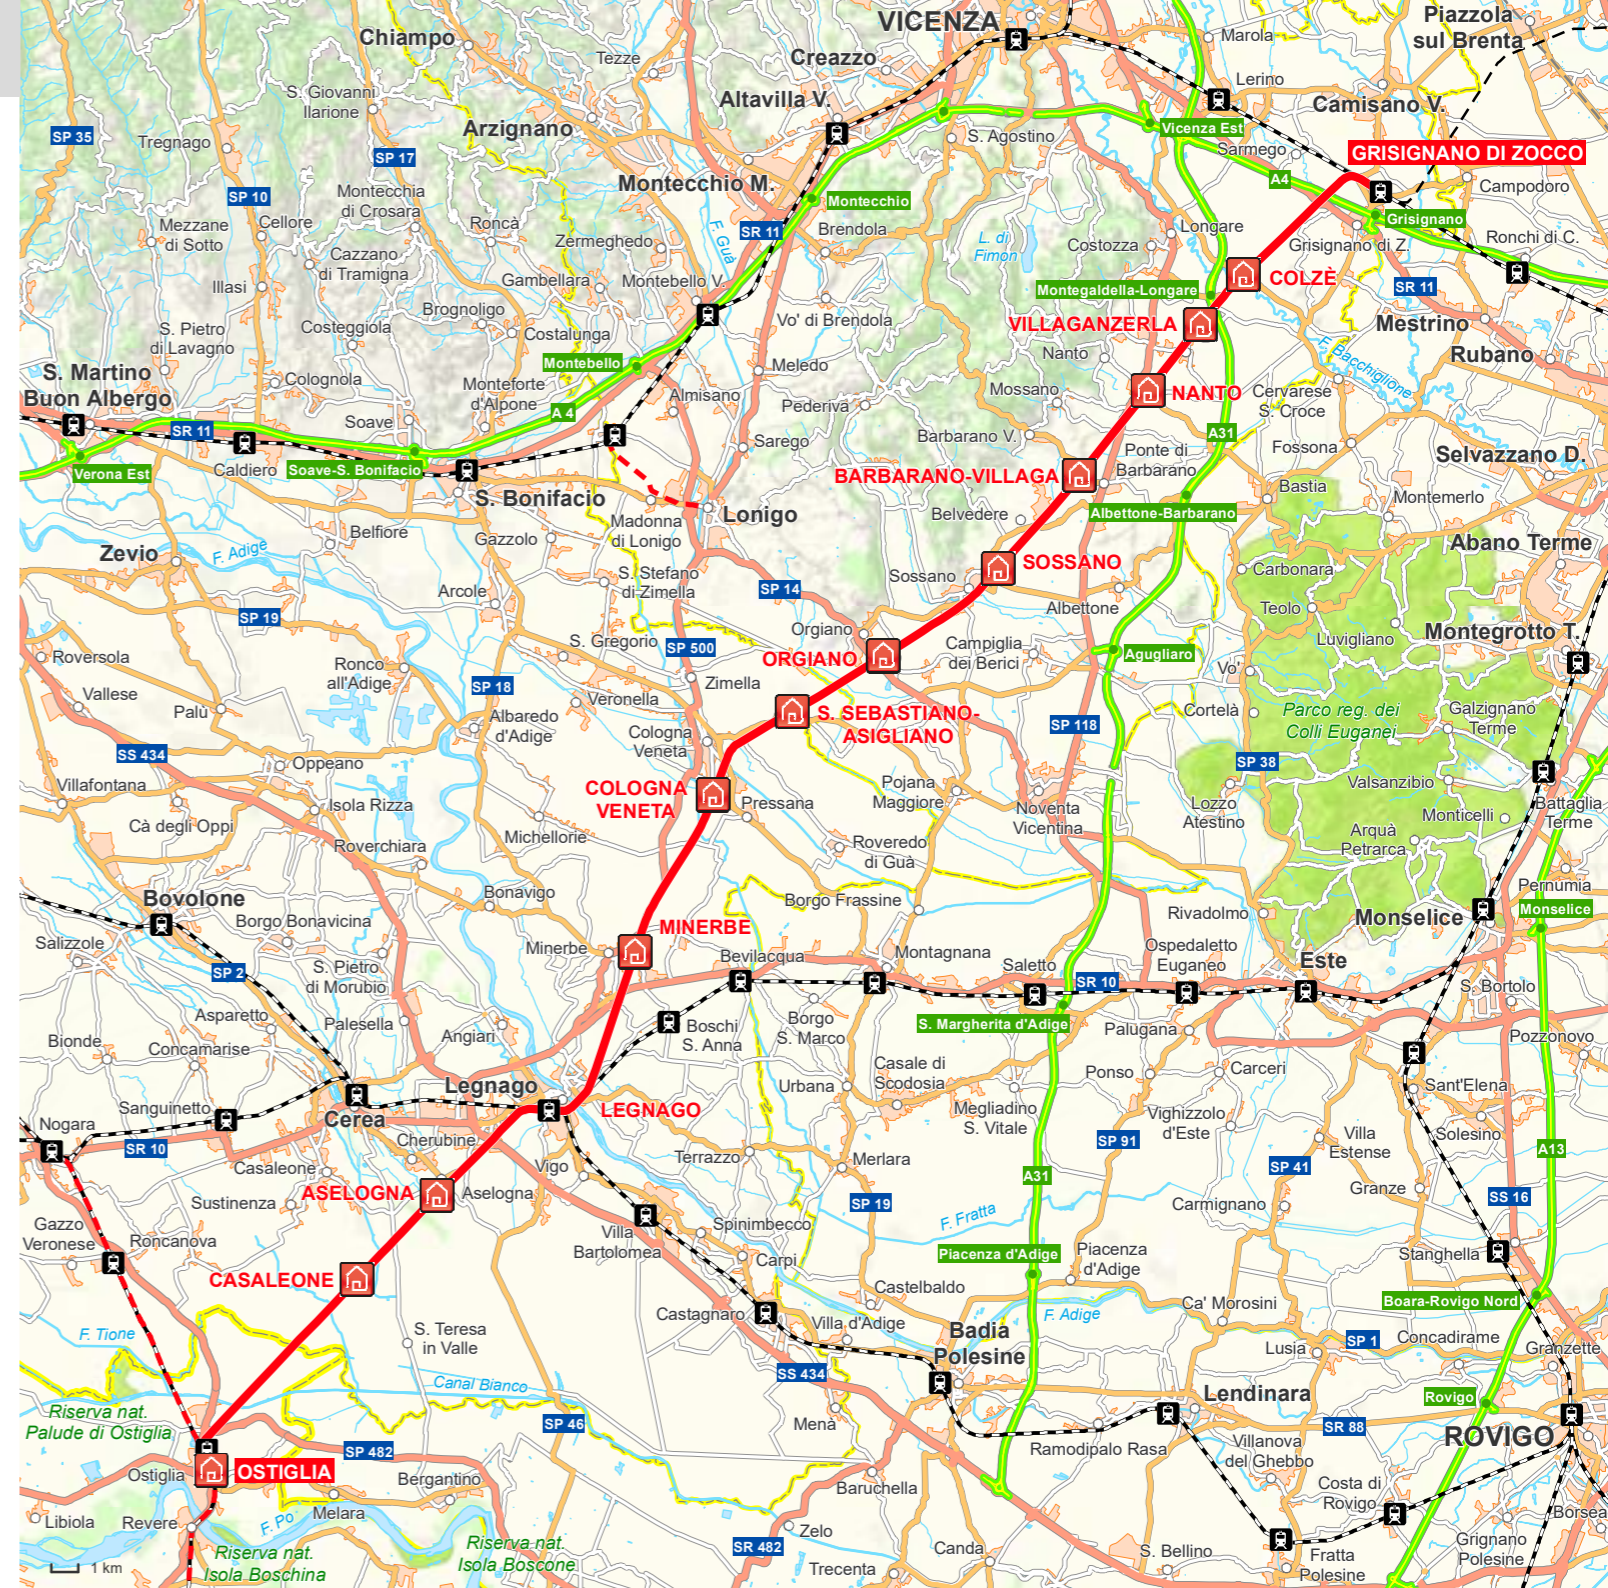 VICENZA
Piazzola
sul Brenta
Chiampo
Marola
Creazzo
Tezze
Lerino
S. Giovanni
Ilarione
Altavilla V.
Camisano V.
SP 35
Tregnago
Arzignano
S. Agostino
Vicenza Est
Sarmego
GRISIGNANO DI ZOCCO
SP 17
A4
Campodoro
SP 10
Montecchia
di Crosara
Montecchio M.
Montecchio
Grisignano
Mezzane
di Sotto
Cellore
Roncà
F. Guà
SR 11
Brendola
Longare
Ronchi di C.
Zermeghedo
L. di
Fimon
Costozza
Grisignano di Z.
Cazzano
di Tramigna
Gambellara
Montebello V.
COLZÈ
Illasi
Montegaldella-Longare
SR 11
Brognoligo
Vo' di Brendola
VILLAGANZERLA
Mestrino
S. Pietro
di Lavagno
Costeggiola
Costalunga
Nanto
F. Bacchiglione
Rubano
S. Martino
Buon Albergo
Colognola
Monteforte
d'Alpone
Montebello
Meledo
Mossano
NANTO
Cervarese
S. Croce
Almisano
Pederiva
Soave
A 4
SR 11
Sarego
Barbarano V.
A31
Fossona
Verona Est
Caldiero
Soave-S. Bonifacio
BARBARANO-VILLAGA
Ponte di
Barbarano
Selvazzano D.
S. Bonifacio
Madonna
di Lonigo
Lonigo
Belvedere
Albettone-Barbarano
Bastia
Montemerlo
Zevio
F. Adige
Belfiore
Gazzolo
Abano Terme
SOSSANO
Carbonara
S. Stefano
di Zimella
SP 14
Sossano
Arcole
Albettone
Teolo
SP 19
S. Gregorio
SP 500
Orgiano
Luvigliano
Montegrotto T.
Roversola
ORGIANO
Campiglia
dei Berici
Agugliaro
Vo'
Ronco
all'Adige
SP 18
Veronella
Zimella
Vallese
Palù
Albaredo
d'Adige
Cologna
Veneta
S. SEBASTIANO-
ASIGLIANO
SP 118
Cortelà
Parco reg. dei
Colli Euganei
Galzignano
Terme
SS 434
Oppeano
SP 38
Villafontana
Isola Rizza
COLOGNA
VENETA
Pressana
Pojana
Maggiore
Noventa
Vicentina
Lozzo
Atestino
Valsanzibio
Battaglia
Terme
Cà degli Oppi
Michellorie
Monticelli
Roverchiara
Roveredo
di Guà
Arquà
Petrarca
Bonavigo
Borgo Frassine
Pernumia
Bovolone
Borgo Bonavicina
MINERBE
Rivadolmo
Monselice
Monselice
Salizzole
Minerbe
Bevilacqua
Montagnana
Saletto
Ospedaletto
Euganeo
Este
SP 2
S. Pietro
di Morubio
SR 10
S. Bortolo
Asparetto
Palesella
Angiari
Boschi
S. Anna
Borgo
S. Marco
S. Margherita d'Adige
Palugana
Pozzonovo
Bionde
Concamarise
Legnago
Urbana
Casale di
Scodosia
Ponso
Carceri
Sant'Elena
Sanguinetto
Cerea
LEGNAGO
Megliadino
S. Vitale
Vighizzolo
d'Este
Nogara
SR 10
Cherubine
Villa
Estense
Solesino
Casaleone
Vigo
Terrazzo
Merlara
SP 91
A13
ASELOGNA
Aselogna
A31
SP 41
Sustinenza
SP 19
Carmignano
Granze
SS 16
Gazzo
Veronese
Roncanova
Villa
Bartolomea
Spinimbecco
F. Fratta
Piacenza d'Adige
Piacenza
d'Adige
Stanghella
CASALEONE
Carpi
Castelbaldo
Boara-Rovigo Nord
Castagnaro
Villa d'Adige
F. Adige
Ca' Morosini
F. Tione
S. Teresa
in Valle
Badia
Polesine
SP 1
Concadirame
Lusia
Granzette
Canal Bianco
SS 434
Lendinara
Rovigo
Riserva nat.
Palude di Ostiglia
SP 46
Mena
SR 88
ROVIGO
SP 482
Ramodipalo Rasa
Villanova
del Ghebbo
Ostiglia
OSTIGLIA
Bergantino
Baruchella
Costa di
Rovigo
Libiola
Revere
F. Po
Melara
Zelo
Borsea
Riserva nat.
Isola Boschina
Riserva nat.
Isola Boscone
SR 482
Canda
S. Bellino
Grignano
Polesine
1 km
Trecenta
Fratta
Polesine